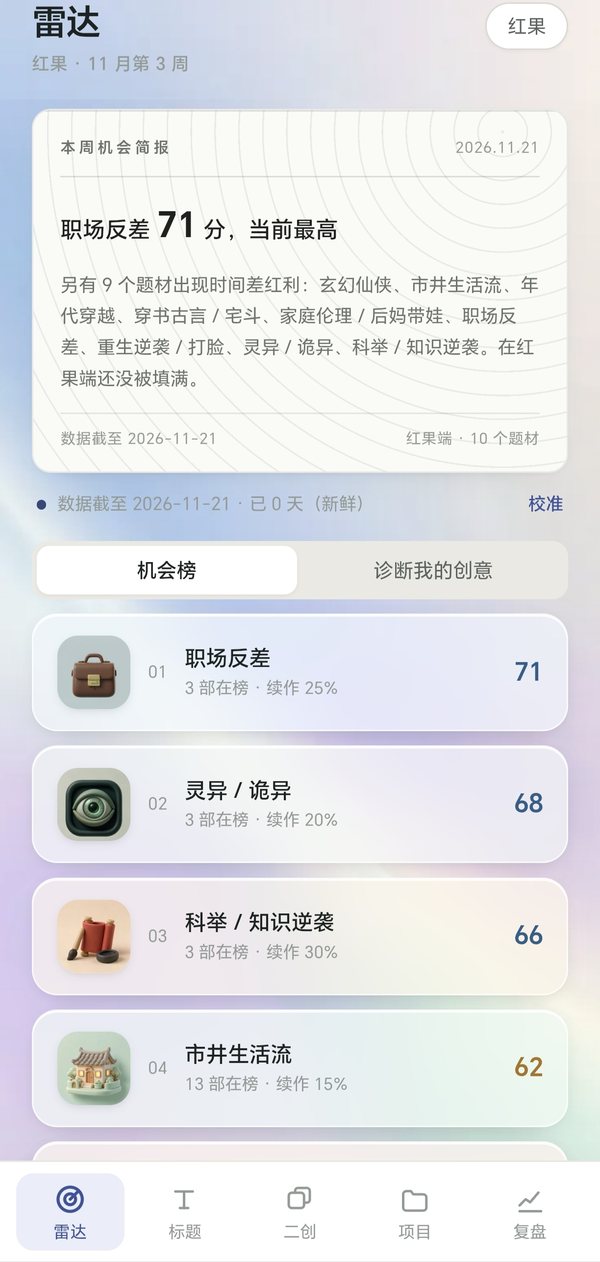 雷达
红果
红果 · 11 月第 3 周
本周机会简报
2026.11.21
职场反差 71 分，当前最高
另有 9 个题材出现时间差红利：玄幻仙侠、市井生活流、年
代穿越、穿书古言 / 宅斗、家庭伦理 / 后妈带娃、职场反
差、重生逆袭 / 打脸、灵异 / 诡异、科举 / 知识逆袭。在红
果端还没被填满。
数据截至 2026-11-21
红果端 · 10 个题材
数据截至 2026-11-21 · 已 0 天（新鲜）
校准
机会榜
诊断我的创意
01
职场反差
3 部在榜 · 续作 25%
71
02
灵异 / 诡异
3 部在榜 · 续作 20%
68
03
科举 / 知识逆袭
3 部在榜 · 续作 30%
66
04
市井生活流
13 部在榜 · 续作 15%
62
雷达
标题
二创
项目
复盘